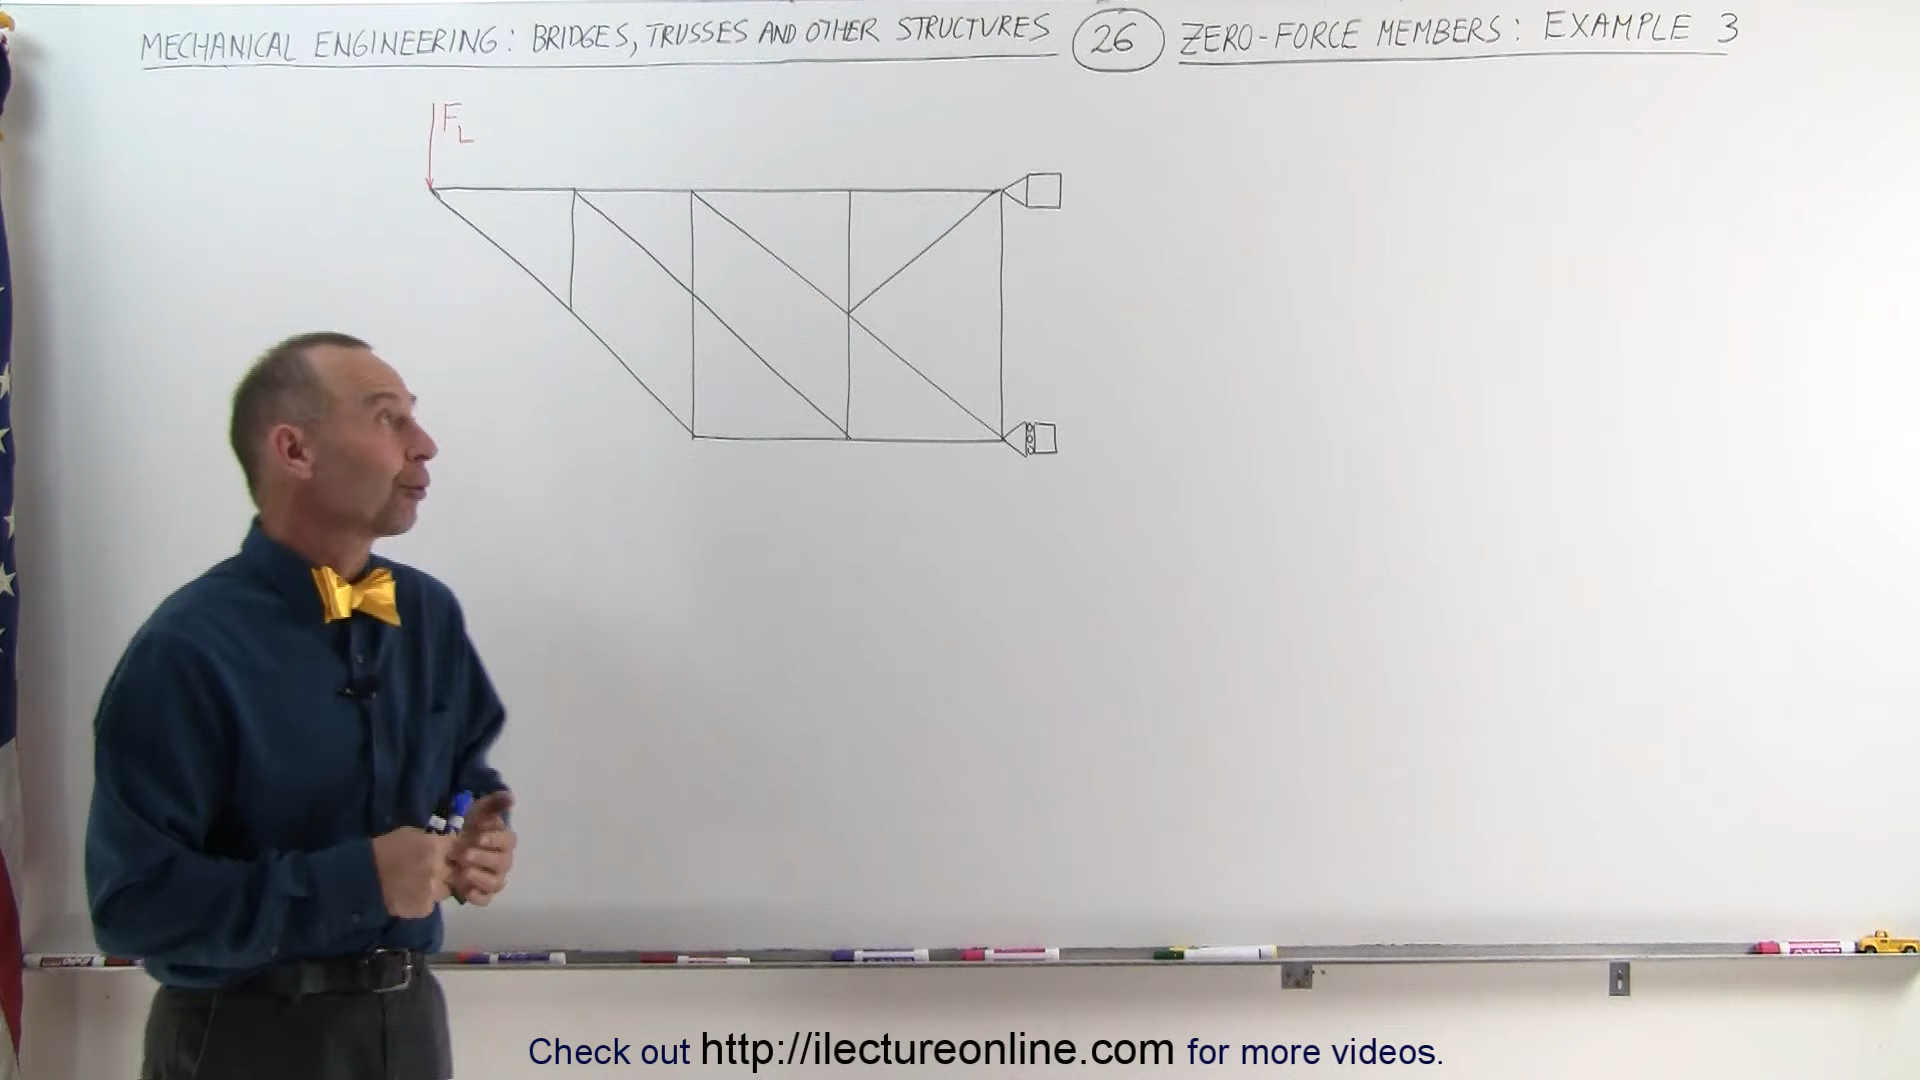 MECHANICAL ENGINEERING: BRIDGES, TRUSSES AND OTHER STRUCTURES 26 ZERO-FORCE MEMBERS: EXAMPLE 3
FL
Check out http://ilectureonline.com for more videos.